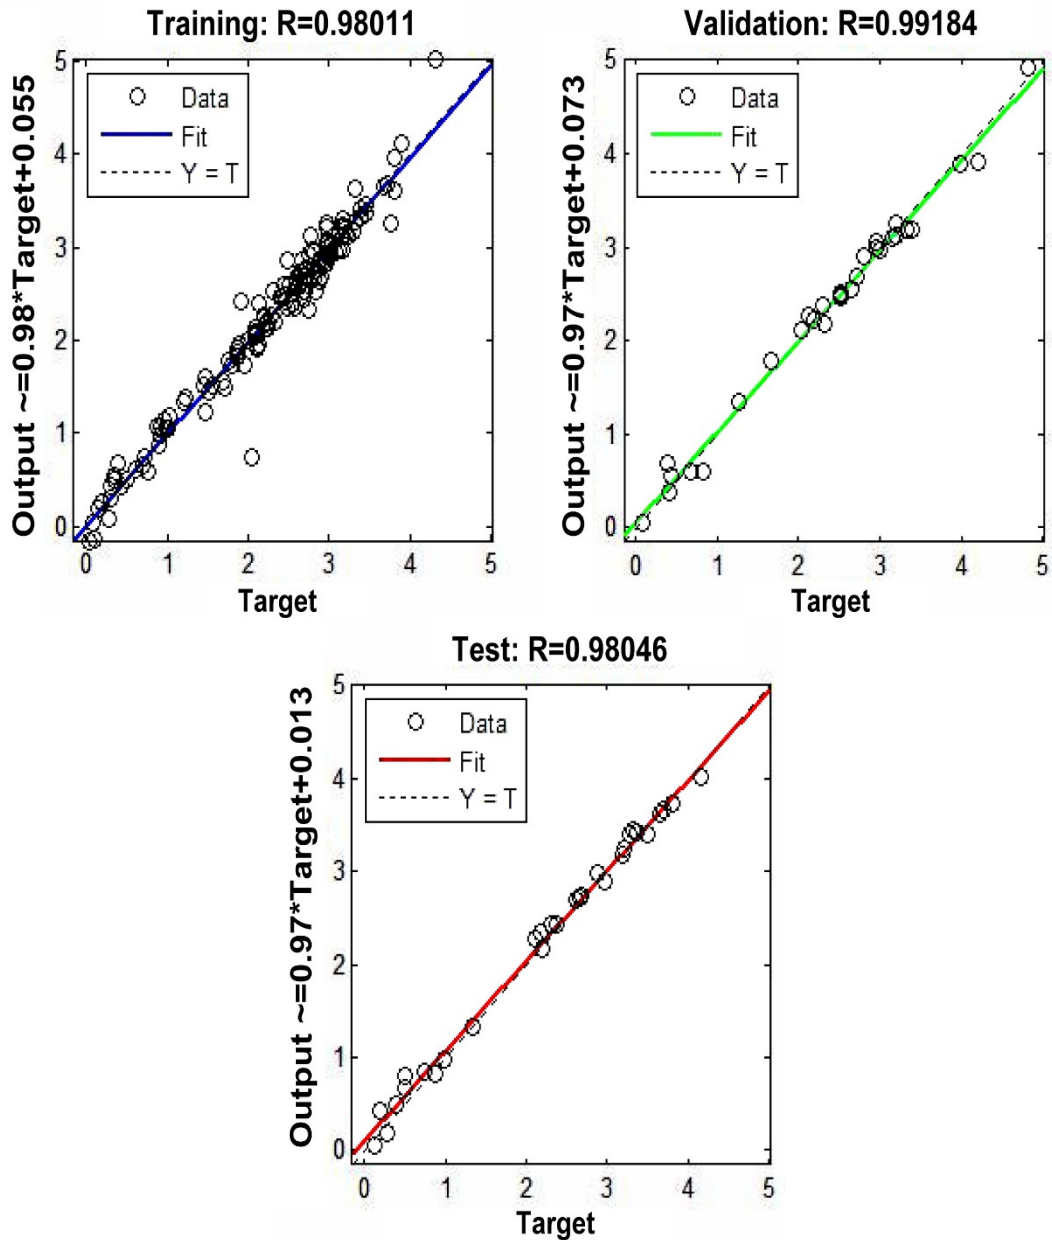 Training: R=0.98011
Output ~=0.98*Target+0.055
5
4
3
2
1
0
Data
Fit
Y = T
0 1 2 3 4 5
Target
Validation: R=0.99184
Output ~=0.97*Target+0.073
5
4
3
2
1
0
Data
Fit
Y = T
0 1 2 3 4 5
Target
Test: R=0.98046
Output ~=0.97*Target+0.013
5
4
3
2
1
0
Data
Fit
Y = T
0 1 2 3 4 5
Target